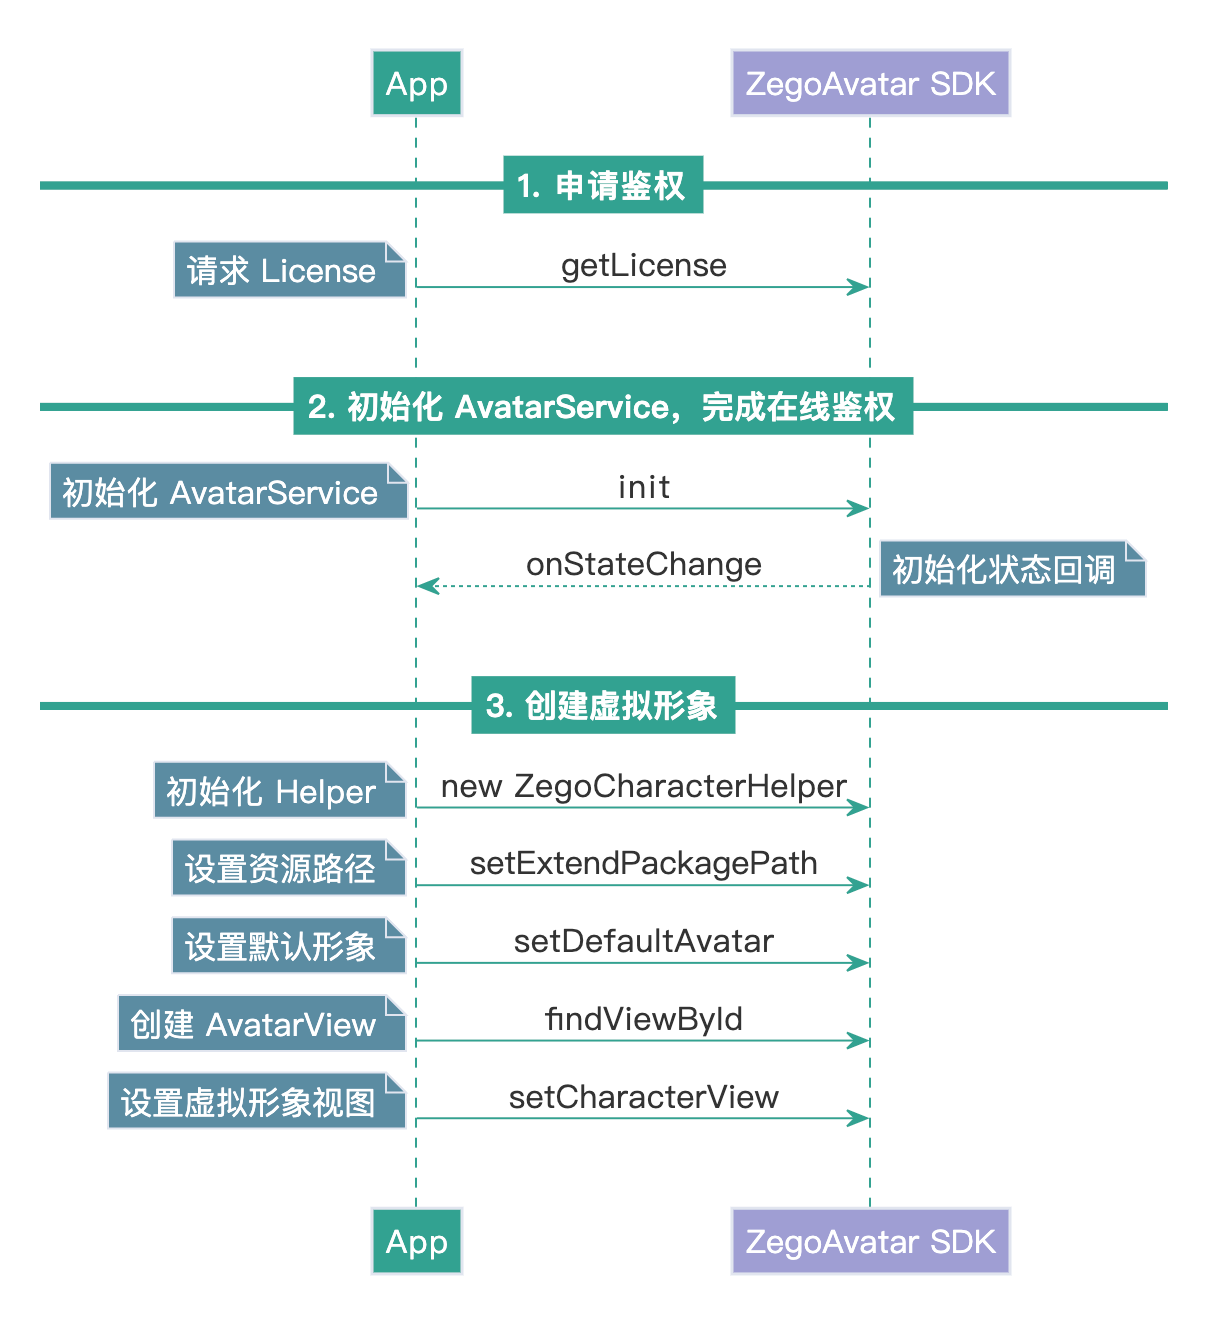 App
ZegoAvatar SDK
1. 申请鉴权
请求 License
getLicense
2. 初始化 AvatarService，完成在线鉴权
初始化 AvatarService
init
onStateChange
初始化状态回调
3. 创建虚拟形象
初始化 Helper
new ZegoCharacterHelper
设置资源路径
setExtendPackagePath
设置默认形象
setDefaultAvatar
创建 AvatarView
findViewById
设置虚拟形象视图
setCharacterView
App
ZegoAvatar SDK